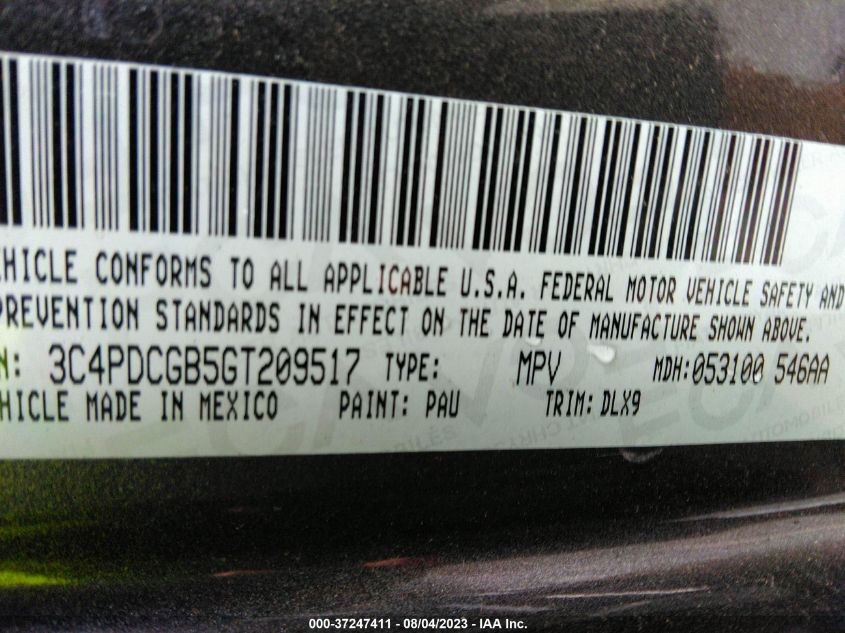 VEHICLE CONFORMS TO ALL APPLICABLE U.S.A. FEDERAL MOTOR VEHICLE SAFETY AND
PREVENTION STANDARDS IN EFFECT ON THE DATE OF MANUFACTURE SHOWN ABOVE.
N: 3C4PDCGB5GT209517 TYPE: MPV MDH:053100 546AA
HICLE MADE IN MEXICO PAINT: PAU TRIM: DLX9
000-37247411 - 08/04/2023 - IAA Inc.